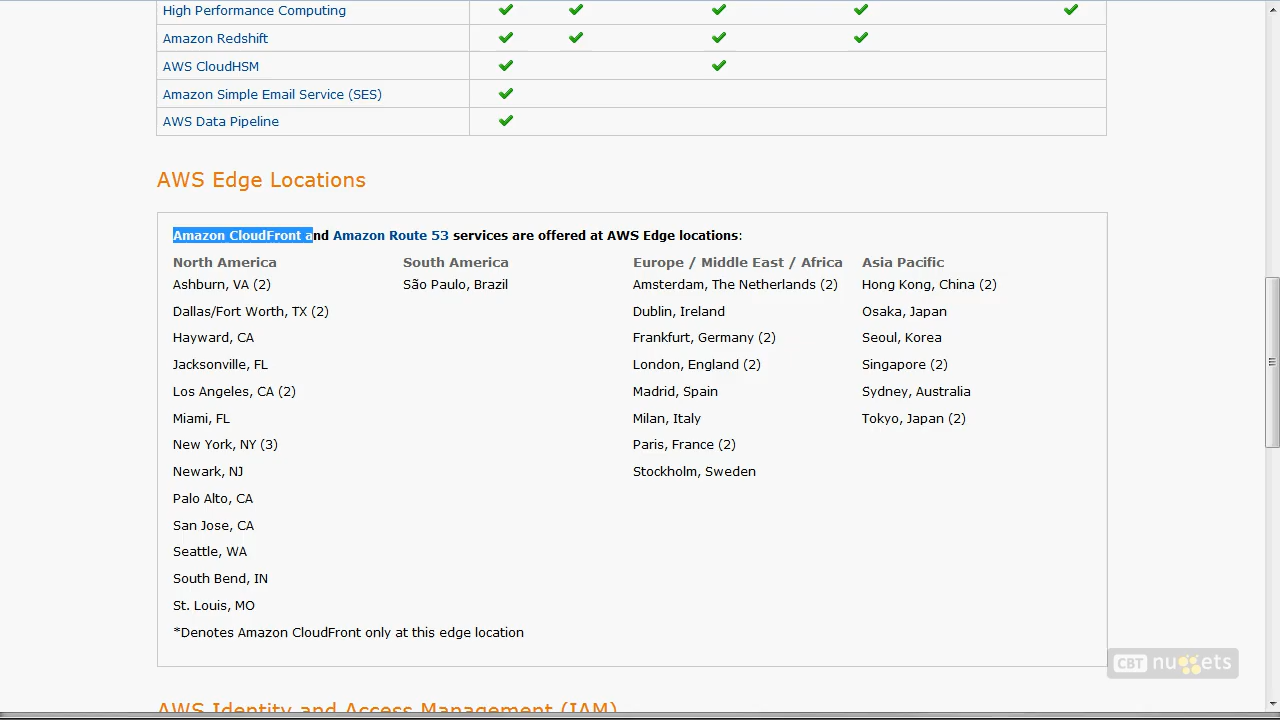 High Performance Computing
Amazon Redshift
AWS CloudHSM
Amazon Simple Email Service (SES)
AWS Data Pipeline
AWS Edge Locations
Amazon CloudFront and Amazon Route 53 services are offered at AWS Edge locations:
North America
Ashburn, VA (2)
Dallas/Fort Worth, TX (2)
Hayward, CA
Jacksonville, FL
Los Angeles, CA (2)
Miami, FL
New York, NY (3)
Newark, NJ
Palo Alto, CA
San Jose, CA
Seattle, WA
South Bend, IN
St. Louis, MO
*Denotes Amazon CloudFront only at this edge location
South America
São Paulo, Brazil
Europe / Middle East / Africa
Amsterdam, The Netherlands (2)
Dublin, Ireland
Frankfurt, Germany (2)
London, England (2)
Madrid, Spain
Milan, Italy
Paris, France (2)
Stockholm, Sweden
Asia Pacific
Hong Kong, China (2)
Osaka, Japan
Seoul, Korea
Singapore (2)
Sydney, Australia
Tokyo, Japan (2)
CBT nuggets
AWS Identity and Access Management (IAM)